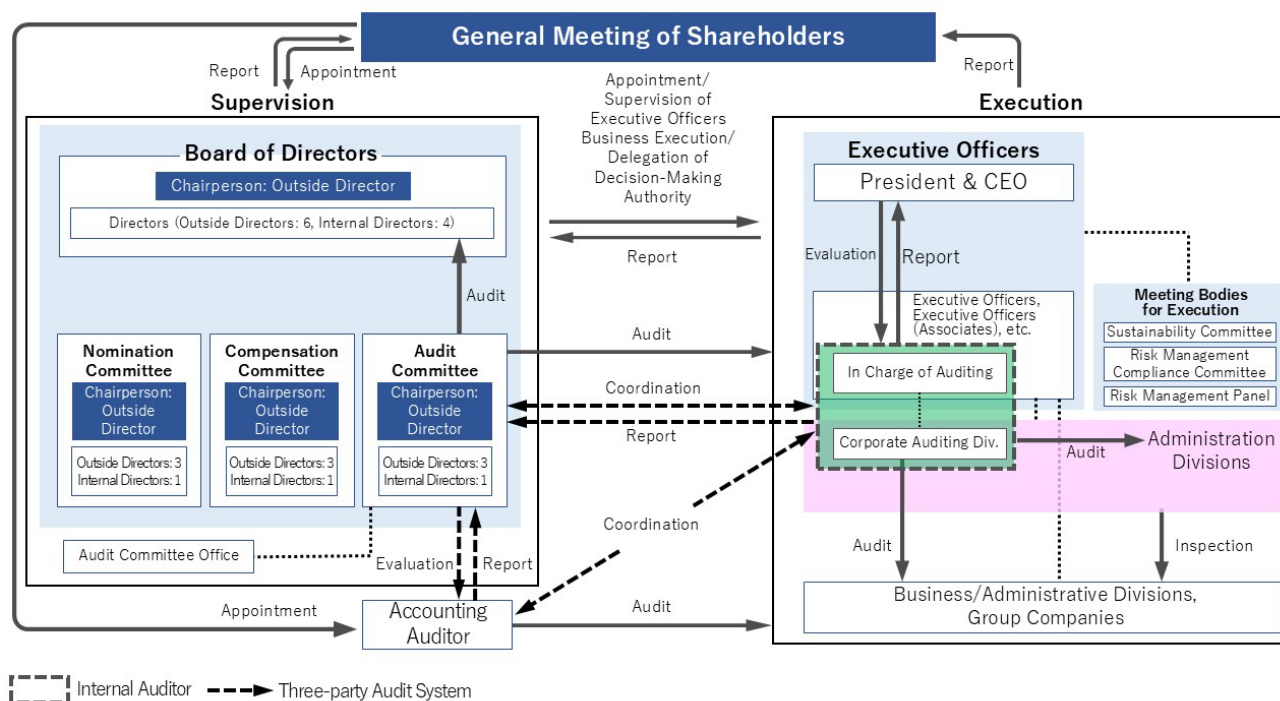 General Meeting of Shareholders
Report
Appointment
Report
Supervision
Execution
Appointment/
Supervision of
Executive Officers
Business Execution/
Delegation of
Decision-Making
Authority
Report
Board of Directors
Chairperson: Outside Director
Directors (Outside Directors: 6, Internal Directors: 4)
Audit
Nomination
Committee
Chairperson:
Outside
Director
Outside Directors: 3
Internal Directors: 1
Compensation
Committee
Chairperson:
Outside
Director
Outside Directors: 3
Internal Directors: 1
Audit
Committee
Chairperson:
Outside
Director
Outside Directors: 3
Internal Directors: 1
Audit Committee Office
Evaluation
Report
Audit
Coordination
Report
Coordination
Executive Officers
President & CEO
Evaluation
Report
Executive Officers,
Executive Officers
(Associates), etc.
In Charge of Auditing
Corporate Auditing Div.
Meeting Bodies
for Execution
Sustainability Committee
Risk Management
Compliance Committee
Risk Management Panel
Audit
Administration
Divisions
Audit
Inspection
Business/Administrative Divisions,
Group Companies
Appointment
Accounting
Auditor
Audit
Internal Auditor
Three-party Audit System